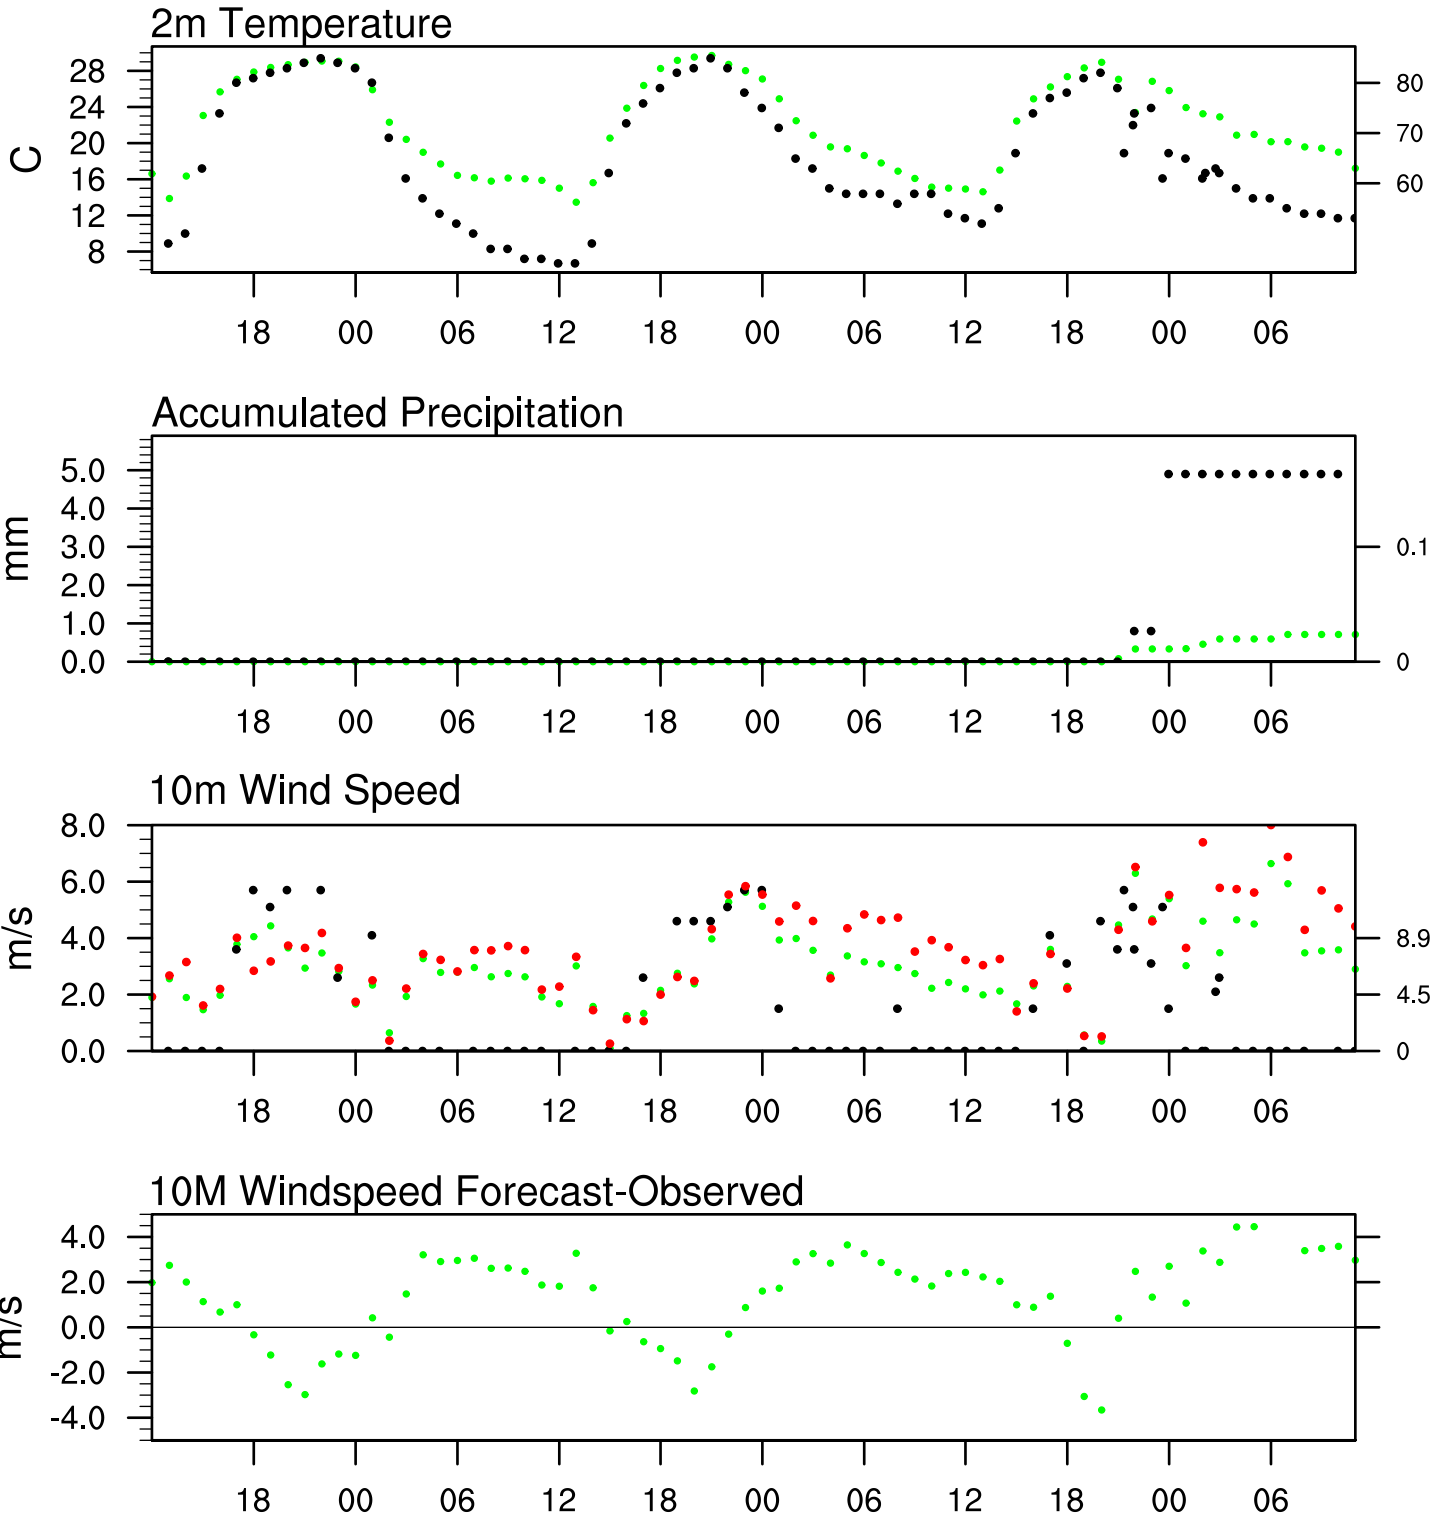 2m Temperature
28
24
20
16
12
8
C
80
70
60
18 00 06 12 18 00 06 12 18 00 06
Accumulated Precipitation
5.0
4.0
3.0
2.0
1.0
0.0
mm
0.1
0
18 00 06 12 18 00 06 12 18 00 06
10m Wind Speed
8.0
6.0
4.0
2.0
0.0
m/s
8.9
4.5
0
18 00 06 12 18 00 06 12 18 00 06
10M Windspeed Forecast-Observed
4.0
2.0
0.0
-2.0
-4.0
m/s
18 00 06 12 18 00 06 12 18 00 06